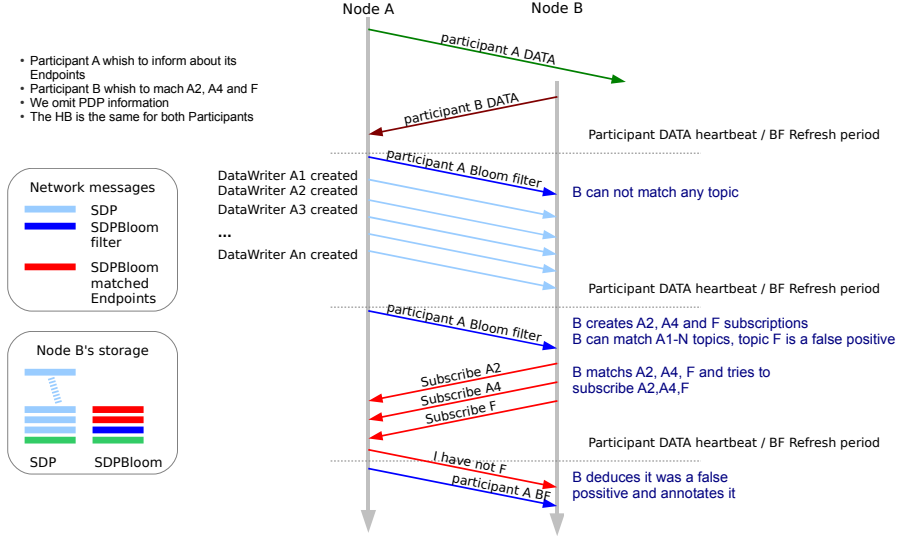 Node A
Node B
participant A DATA
• Participant A whish to inform about its
Endpoints
• Participant B whish to mach A2, A4 and F
• We omit PDP information
• The HB is the same for both Participants
participant B DATA
Participant DATA heartbeat / BF Refresh period
participant A Bloom filter
DataWriter A1 created
DataWriter A2 created
DataWriter A3 created
...
DataWriter An created
B can not match any topic
Network messages
SDP
SDPBloom
filter
SDPBloom
matched
Endpoints
Participant DATA heartbeat / BF Refresh period
participant A Bloom filter
B creates A2, A4 and F subscriptions
B can match A1-N topics, topic F is a false positive
Node B's storage
SDP
SDPBloom
Subscribe A2
Subscribe A4
Subscribe F
B matchs A2, A4, F and tries to
subscribe A2,A4,F
Participant DATA heartbeat / BF Refresh period
I have not F
participant A BF
B deduces it was a false
possitive and annotates it